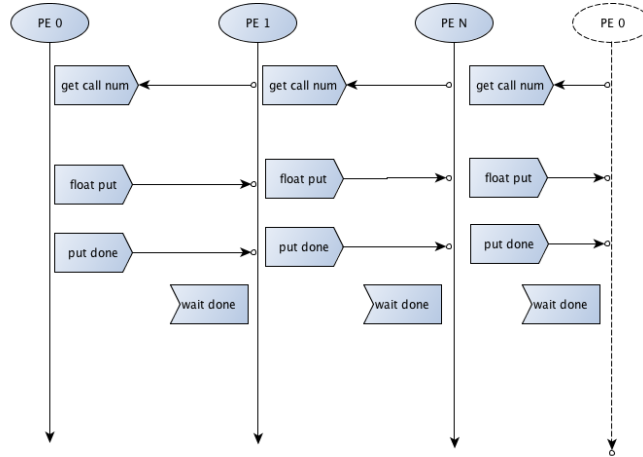 PE 0
PE 1
PE N
PE 0
get call num
get call num
get call num
float put
float put
float put
put done
put done
put done
wait done
wait done
wait done